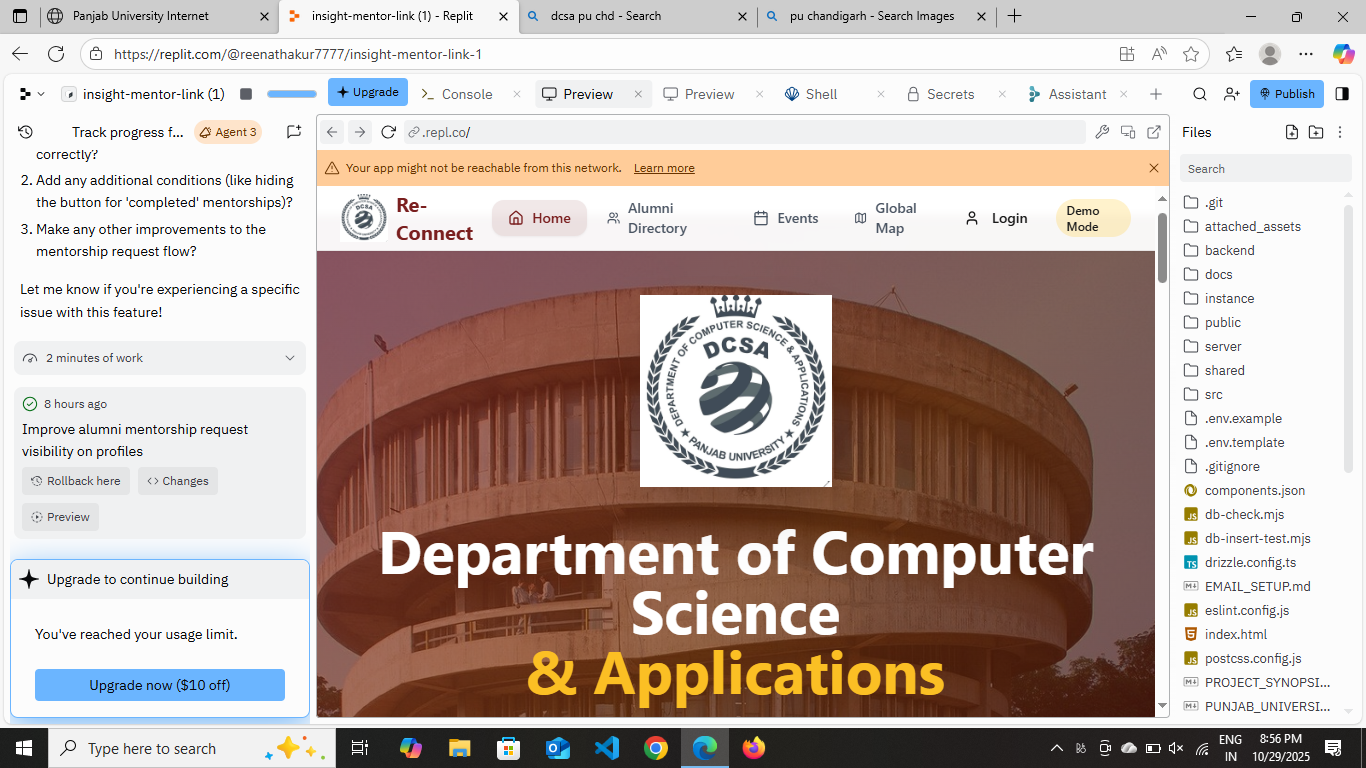 Panjab University Internet
insight-mentor-link (1) - Replit
dcsa pu chd - Search
pu chandigarh - Search Images
https://replit.com/@reenathakur7777/insight-mentor-link-1
insight-mentor-link (1)
Upgrade
Console
Preview
Preview
Shell
Secrets
Assistant
Publish
Track progress f...
Agent 3
correctly?
2. Add any additional conditions (like hiding
the button for 'completed' mentorships)?
3. Make any other improvements to the
mentorship request flow?
Let me know if you're experiencing a specific
issue with this feature!
2 minutes of work
8 hours ago
Improve alumni mentorship request
visibility on profiles
Rollback here
Changes
Preview
Upgrade to continue building
You've reached your usage limit.
Upgrade now ($10 off)
.repl.co/
Your app might not be reachable from this network. Learn more
DCSA
Re-
Connect
Home
Alumni
Directory
Events
Global
Map
Login
Demo
Mode
DEPARTMENT OF COMPUTER SCIENCE & APPLICATIONS
DCSA
PANJAB UNIVERSITY
Department of Computer
Science
& Applications
Files
Search
.git
attached_assets
backend
docs
instance
public
server
shared
src
.env.example
.env.template
.gitignore
components.json
db-check.mjs
db-insert-test.mjs
drizzle.config.ts
EMAIL_SETUP.md
eslint.config.js
index.html
postcss.config.js
PROJECT_SYNOPSI...
PUNJAB_UNIVERSI...
Type here to search
ENG
IN
8:56 PM
10/29/2025